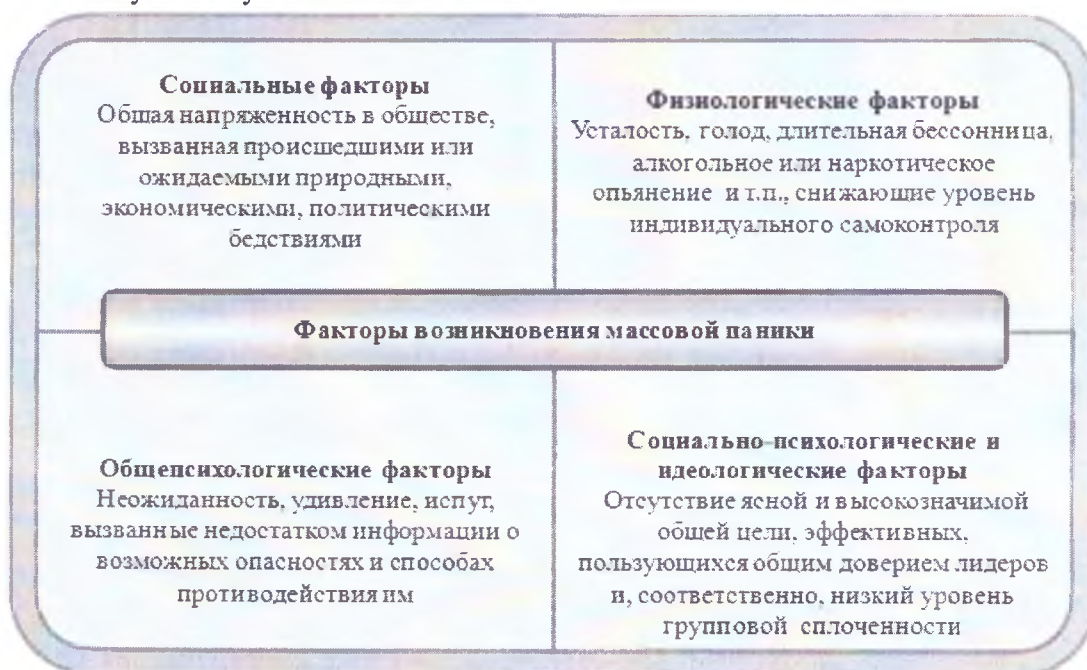 Социальные факторы
Общая напряженность в обществе,
вызванная происшедшими или
ожидаемыми природными,
экономическими, политическими
бедствиями
Физиологические факторы
Усталость, голод, длительная бессонница,
алкогольное или наркотическое
опьянение и т.п., снижающие уровень
индивидуального самоконтроля
Факторы возникновения массовой паники
Общепсихологические факторы
Неожиданность, удивление, испуг,
вызванные недостатком информации о
возможных опасностях и способах
противодействия им
Социально-психологические и
идеологические факторы
Отсутствие ясной и высокозначимой
общей цели, эффективных,
пользующихся общим доверием лидеров
и, соответственно, низкий уровень
групповой сплоченности